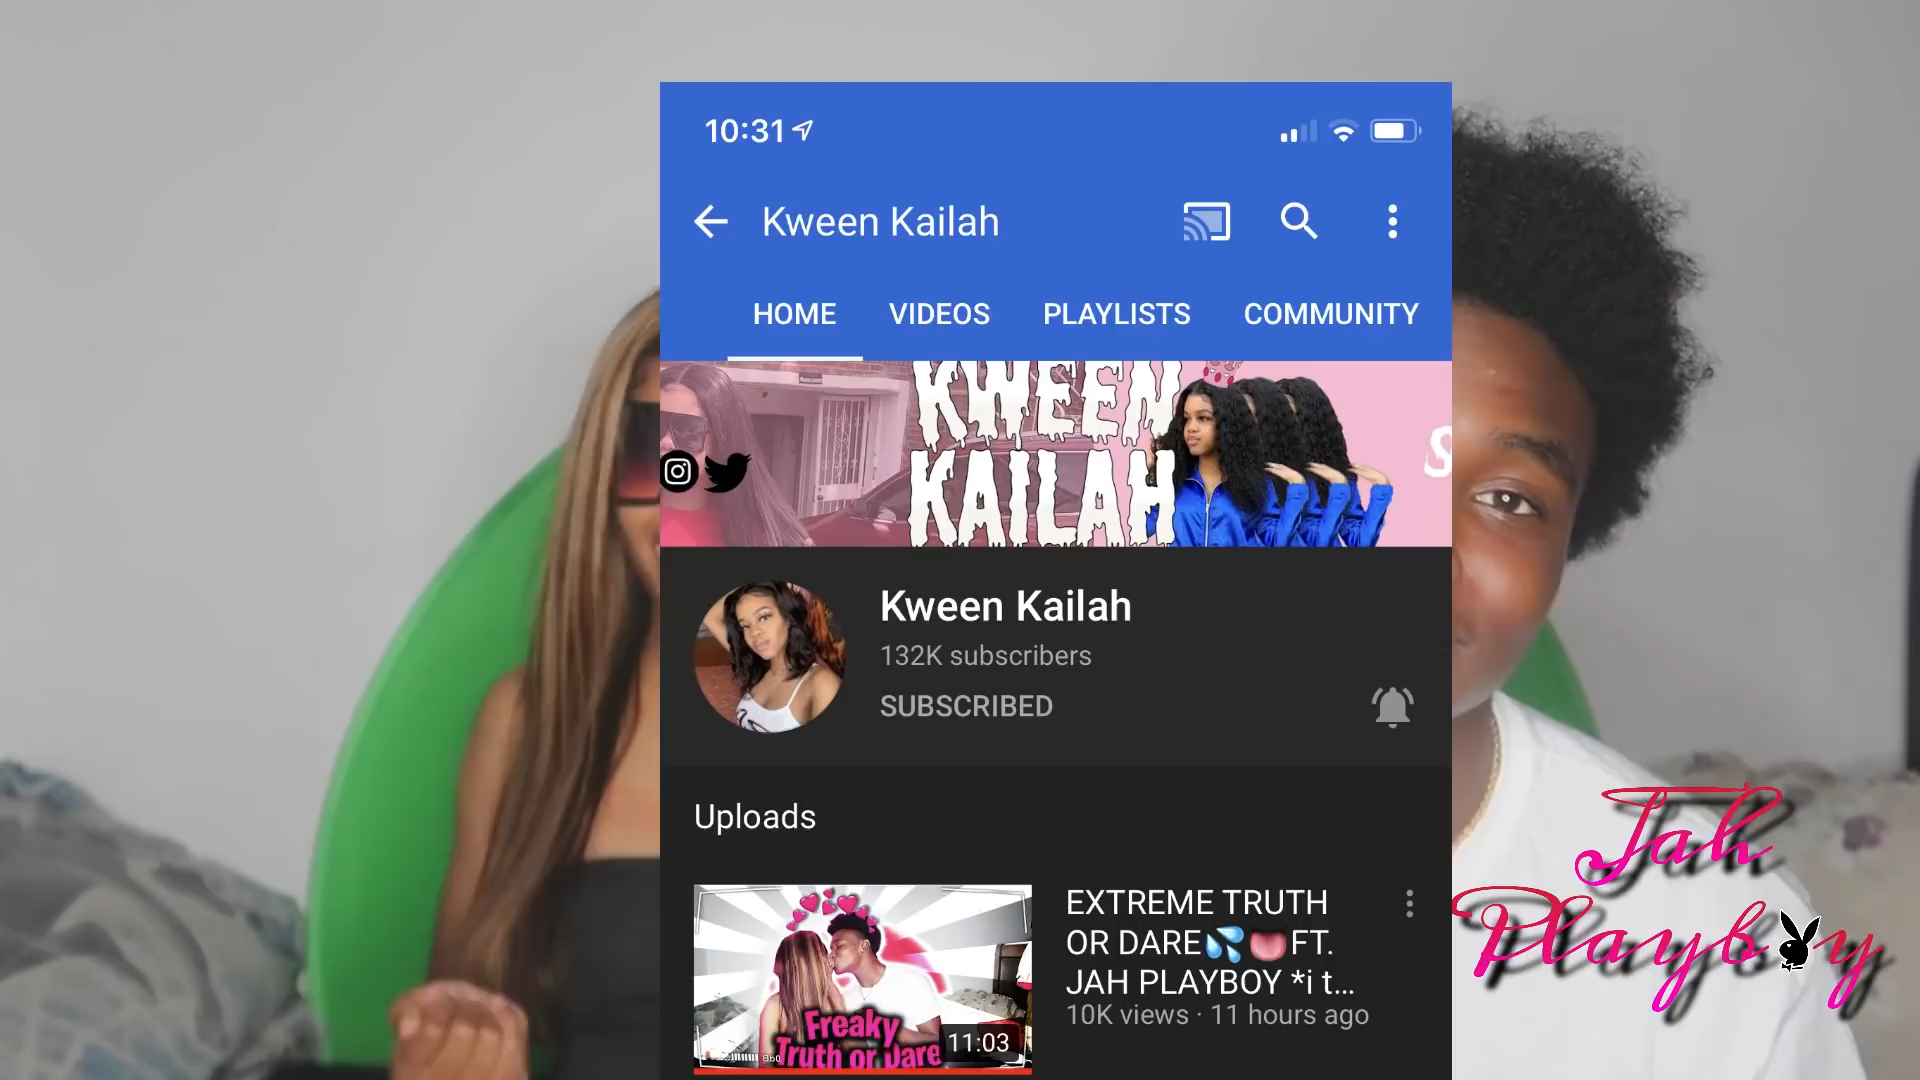 10:31
Kween Kailah
HOME VIDEOS PLAYLISTS COMMUNITY
KWEEN
KAILAH
S
Kween Kailah
132K subscribers
SUBSCRIBED
Uploads
EXTREME TRUTH
OR DARE💦👅FT.
JAH PLAYBOY *i t...
10K views · 11 hours ago
Freaky
Truth or Dare
11:03
Jah
Playboy